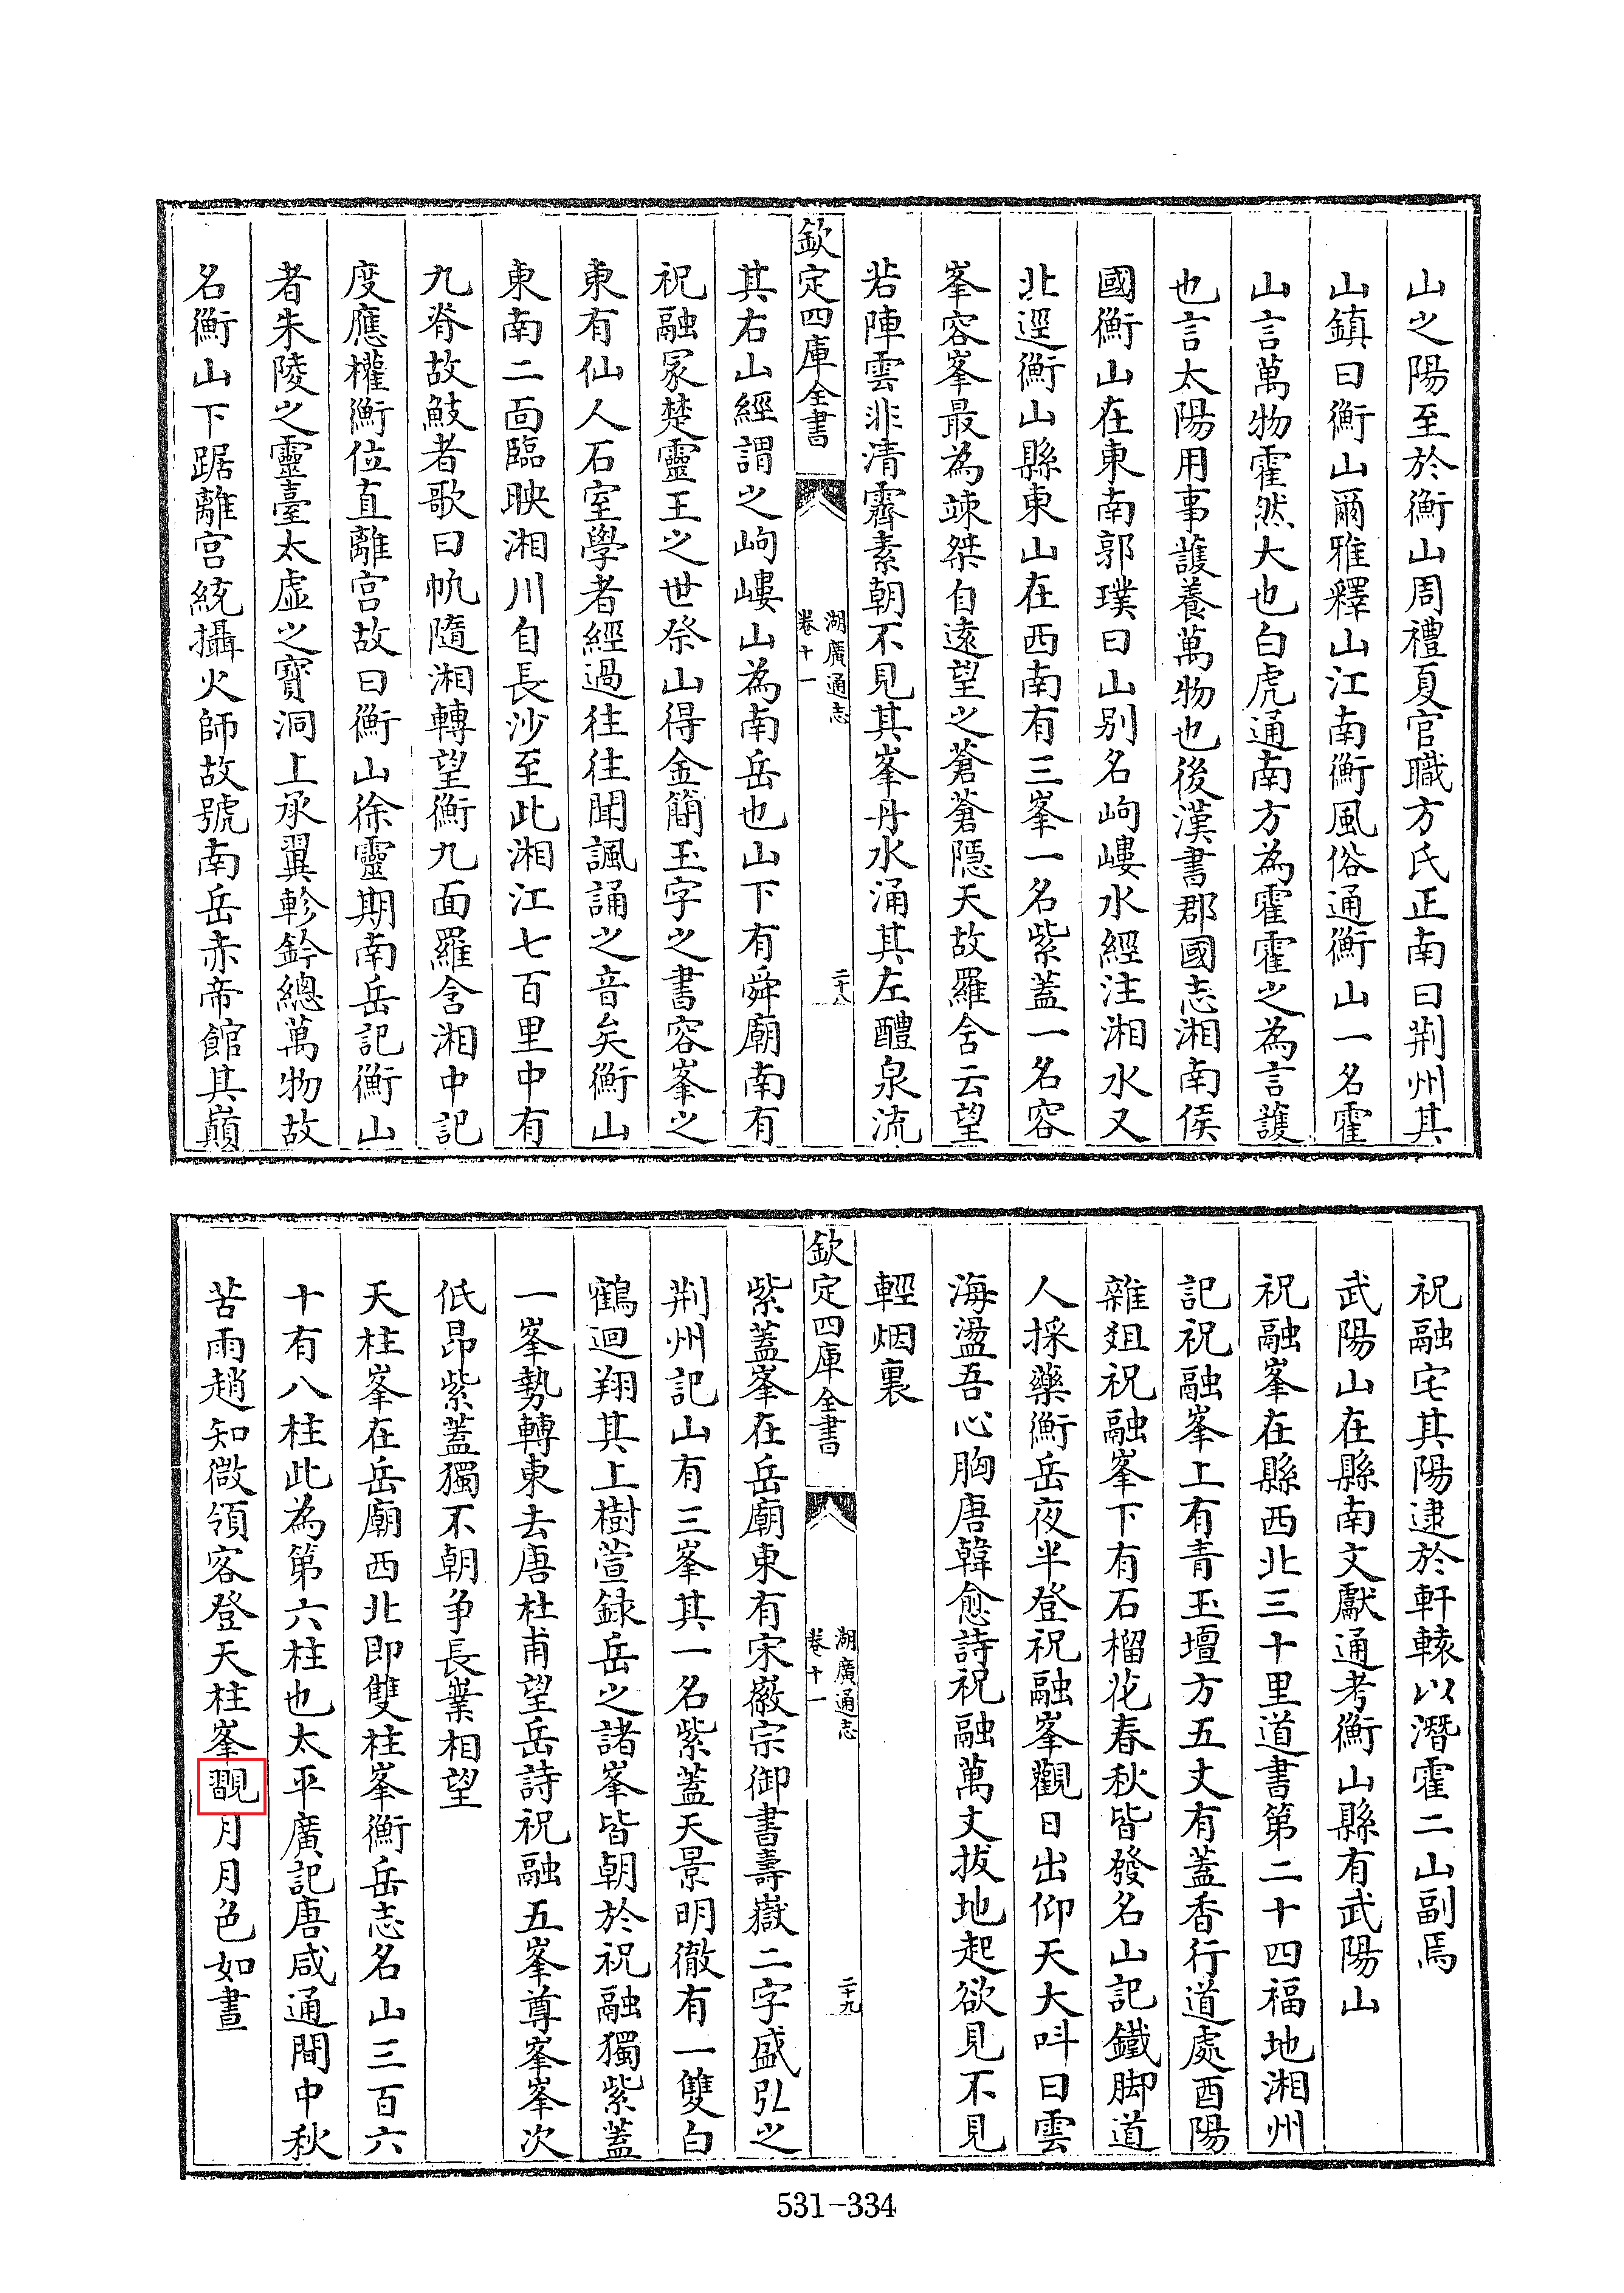 山之陽至於衡山周禮夏官職方氏正南曰荆州其
山鎮曰衡山爾雅釋山江南衡風俗通衡山一名霍
山言萬物霍然大也白虎通南方為霍霍之為言護
也言太陽用事護養萬物也後漢書郡國志湘南侯
國衡山在東南郭璞曰山别名岣嶁水經注湘水又
北逕衡山縣東山在西南有三峯一名紫蓋一名容
峯容峯最為竦桀自遠望之蒼蒼隱天故羅含云望
若陣雲非清霽素朝不見其峯丹水涌其左醴泉流
欽定四庫全書
湖廣通志
卷十一
二十八
其右山經謂之岣嶁山為南岳也山下有舜廟南有
祝融冢楚靈王之世祭山得金簡玉字之書容峯之
東有仙人石室學者經過往往聞諷誦之音矣衡山
東南二面臨映湘川自長沙至此湘江七百里中有
九脊故鮫者歌曰帆隨湘轉望衡九面羅含湘中記
度應權衡位直離宫故曰衡山徐靈期南岳記衡山
者朱陵之靈臺太虛之寳洞上承翼軫鈐總萬物故
名衡山下踞離宫統攝火師故號南岳赤帝館其巔
祝融宅其陽逮於軒轅以潛霍二山副焉
武陽山在縣南文獻通考衡山縣有武陽山
祝融峯在縣西北三十里道書第二十四福地湘州
記祝融峯上有青玉壇方五丈有蓋香行道處酉陽
雜爼祝融峯下有石榴花春秋皆發名山記鐵脚道
人採藥衡岳夜半登祝融峯觀日出仰天大呌曰雲
海盪吾心胸唐韓愈詩祝融萬丈拔地起欲見不見
輕烟裏
欽定四庫全書
湖廣通志
卷十一
二十九
紫蓋峯在岳廟東有宋徽宗御書壽嶽二字盛弘之
荆州記山有三峯其一名紫蓋天景明徹有一雙白
鶴迴翔其上樹萱録岳之諸峯皆朝於祝融獨紫蓋
一峯勢轉東去唐杜甫望岳詩祝融五峯尊峯峯次
低昂紫蓋獨不朝争長業相望
天柱峯在岳廟西北即雙柱峯衡岳志名山三百六
十有八柱此為第六柱也太平廣記唐咸通間中秋
苦雨趙知微領客登天柱峯翫月月色如晝
531-334